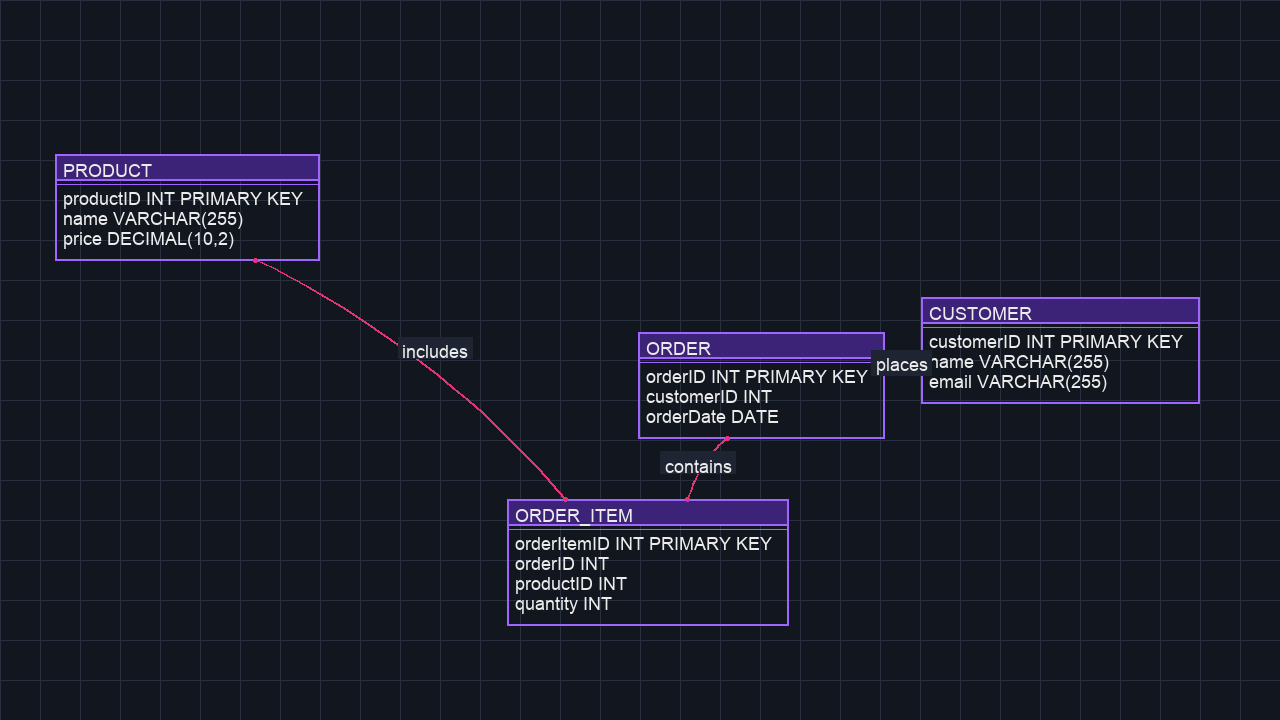 PRODUCT
productID INT PRIMARY KEY
name VARCHAR(255)
price DECIMAL(10,2)
includes
ORDER
orderID INT PRIMARY KEY
customerID INT
orderDate DATE
places
CUSTOMER
customerID INT PRIMARY KEY
name VARCHAR(255)
email VARCHAR(255)
contains
ORDER_ITEM
orderItemID INT PRIMARY KEY
orderID INT
productID INT
quantity INT